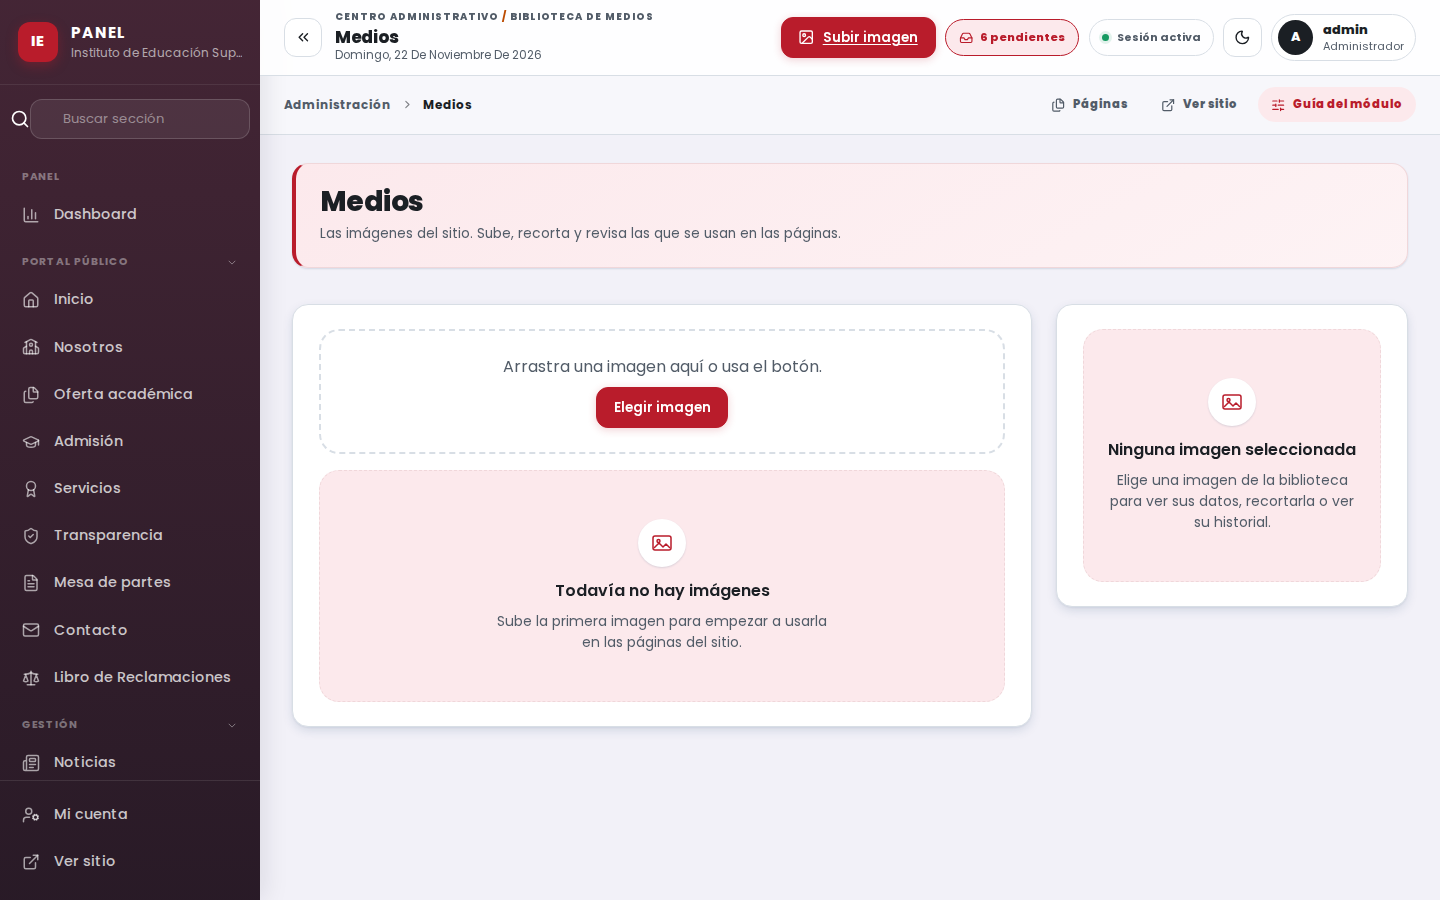 IE
PANEL
Instituto de Educación Sup…
Buscar sección
PANEL
Dashboard
PORTAL PÚBLICO
Inicio
Nosotros
Oferta académica
Admisión
Servicios
Transparencia
Mesa de partes
Contacto
Libro de Reclamaciones
GESTIÓN
Noticias
Mi cuenta
Ver sitio
CENTRO ADMINISTRATIVO / BIBLIOTECA DE MEDIOS
Medios
Domingo, 22 De Noviembre De 2026
Subir imagen
6 pendientes
Sesión activa
A
admin
Administrador
Administración > Medios
Páginas
Ver sitio
Guía del módulo
Medios
Las imágenes del sitio. Sube, recorta y revisa las que se usan en las páginas.
Arrastra una imagen aquí o usa el botón.
Elegir imagen
Todavía no hay imágenes
Sube la primera imagen para empezar a usarla
en las páginas del sitio.
Ninguna imagen seleccionada
Elige una imagen de la biblioteca
para ver sus datos, recortarla o ver
su historial.